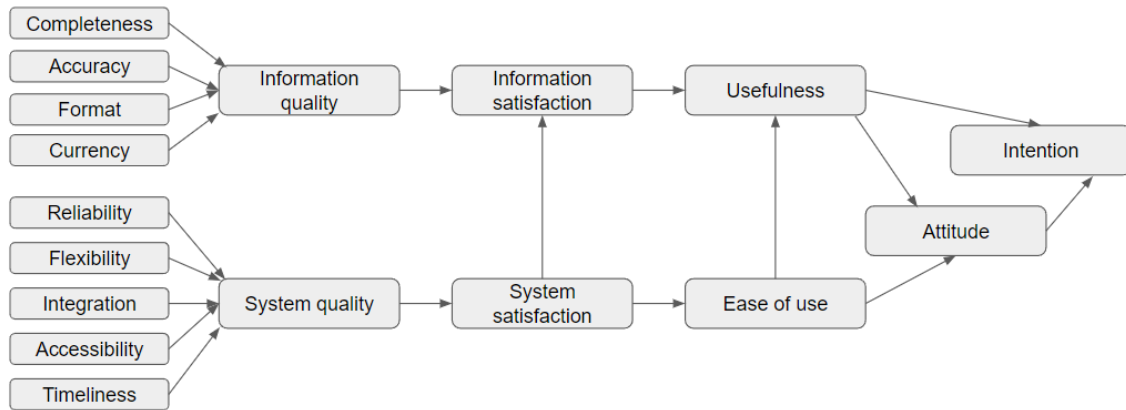 Completeness
Accuracy
Format
Currency
Information
quality
Information
satisfaction
Usefulness
Intention
Attitude
Reliability
Flexibility
Integration
Accessibility
Timeliness
System quality
System
satisfaction
Ease of use